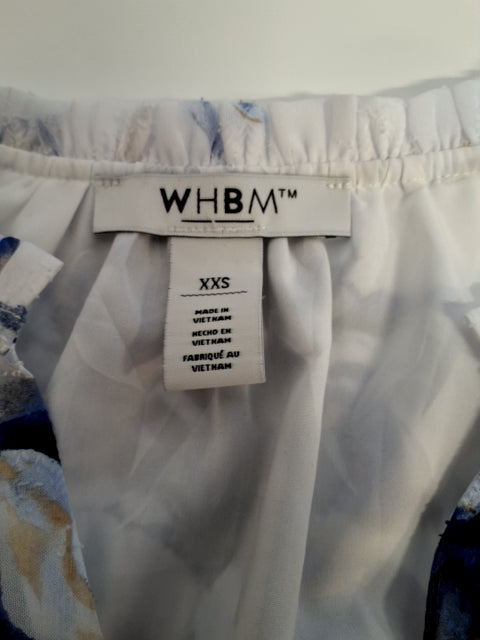 WHBM™
XXS
MADE IN
VIETNAM
HECHO EN
VIETNAM
FABRIQUÉ AU
VIETNAM